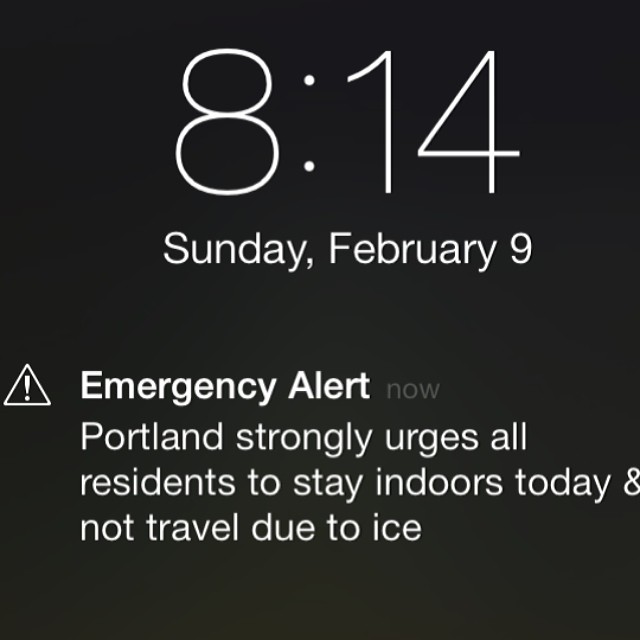 8:14
Sunday, February 9
Emergency Alert now
Portland strongly urges all
residents to stay indoors today &
not travel due to ice